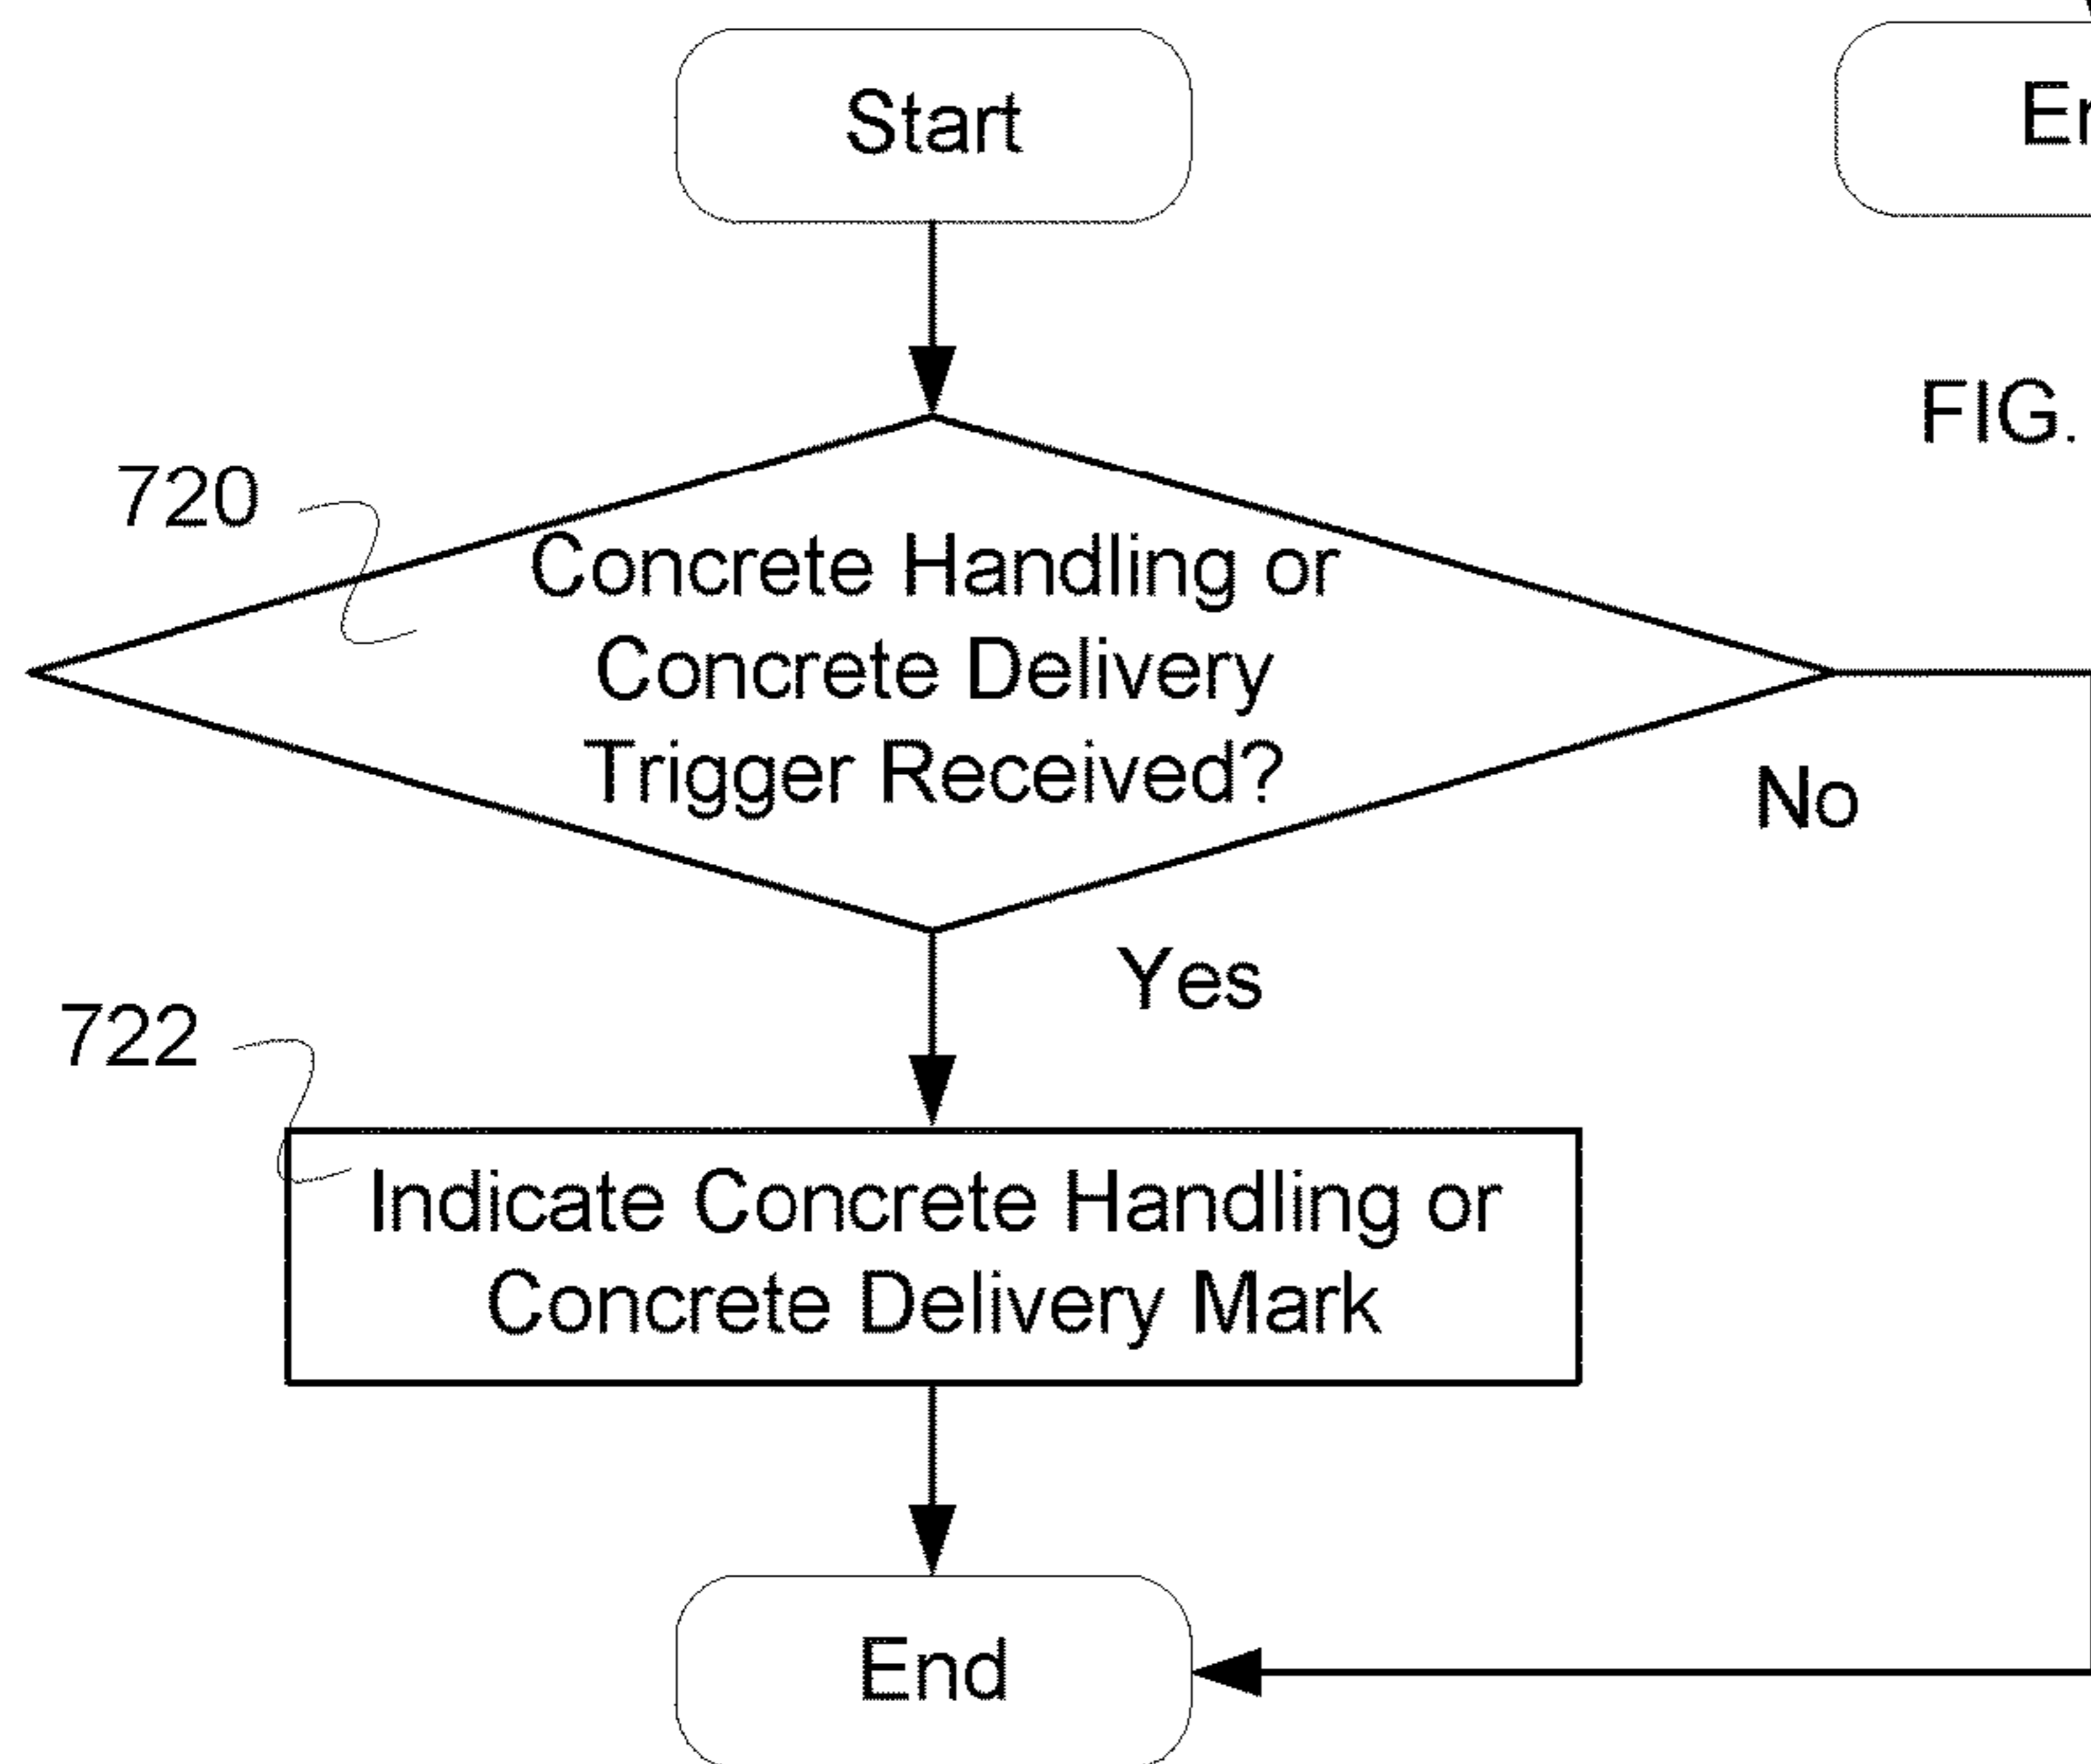 Start
FIG.
720
Concrete Handling or
Concrete Delivery
Trigger Received?
No
Yes
722
Indicate Concrete Handling or
Concrete Delivery Mark
End